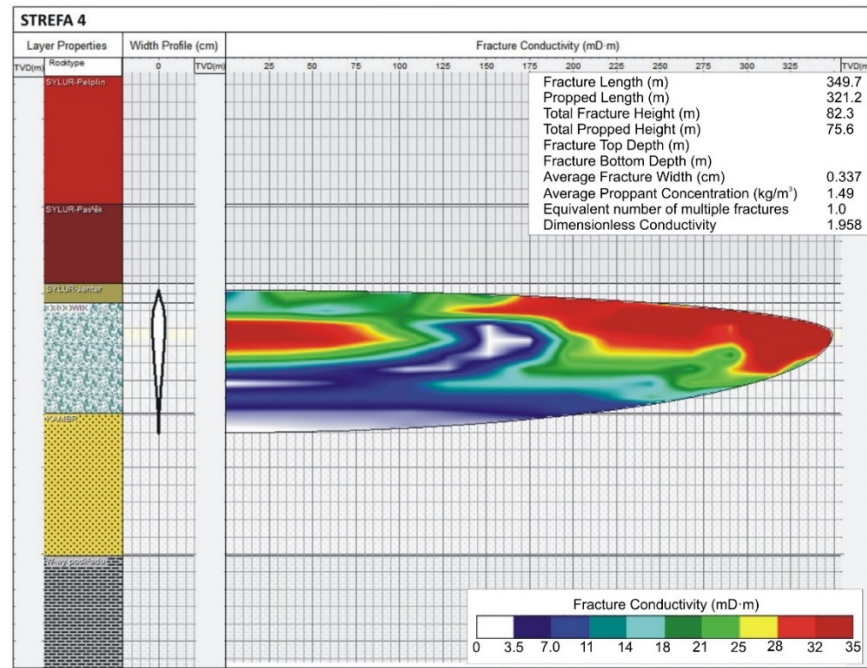 STREFA 4
Layer Properties Width Profile (cm) Fracture Conductivity (mD·m)
TVD(m) Rocktype 0 TVD(m) 25 50 75 100 125 150 175 200 225 250 275 300 325 TVD(m)
SYLUR-Pelplin
Fracture Length (m) 349.7
Propped Length (m) 321.2
Total Fracture Height (m) 82.3
Total Propped Height (m) 75.6
Fracture Top Depth (m)
Fracture Bottom Depth (m)
Average Fracture Width (cm) 0.337
Average Proppant Concentration (kg/m³) 1.49
Equivalent number of multiple fractures 1.0
Dimensionless Conductivity 1.958
SYLUR-Pasłęk
SYLUR-Jantar
ORDOWIK
KAMBR
Fracture Conductivity (mD·m)
0 3.5 7.0 11 14 18 21 25 28 32 35